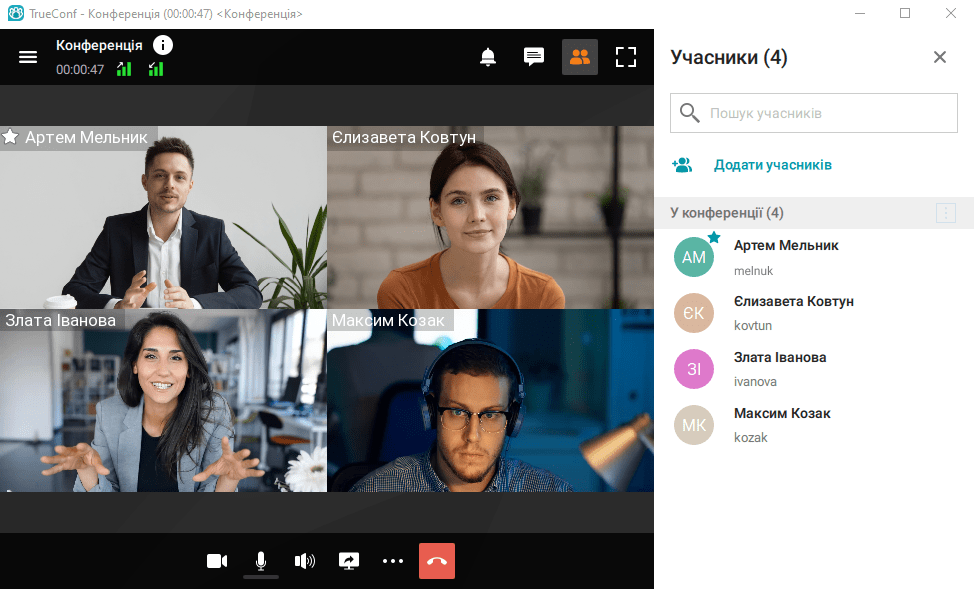 TrueConf - Конференція (00:00:47) <Конференція>
Конференція
00:00:47
Артем Мельник
Єлизавета Ковтун
Злата Іванова
Максим Козак
Учасники (4)
Пошук учасників
Додати учасників
У конференції (4)
АМ
Артем Мельник
melnuk
ЄК
Єлизавета Ковтун
kovtun
ЗІ
Злата Іванова
ivanova
МК
Максим Козак
kozak